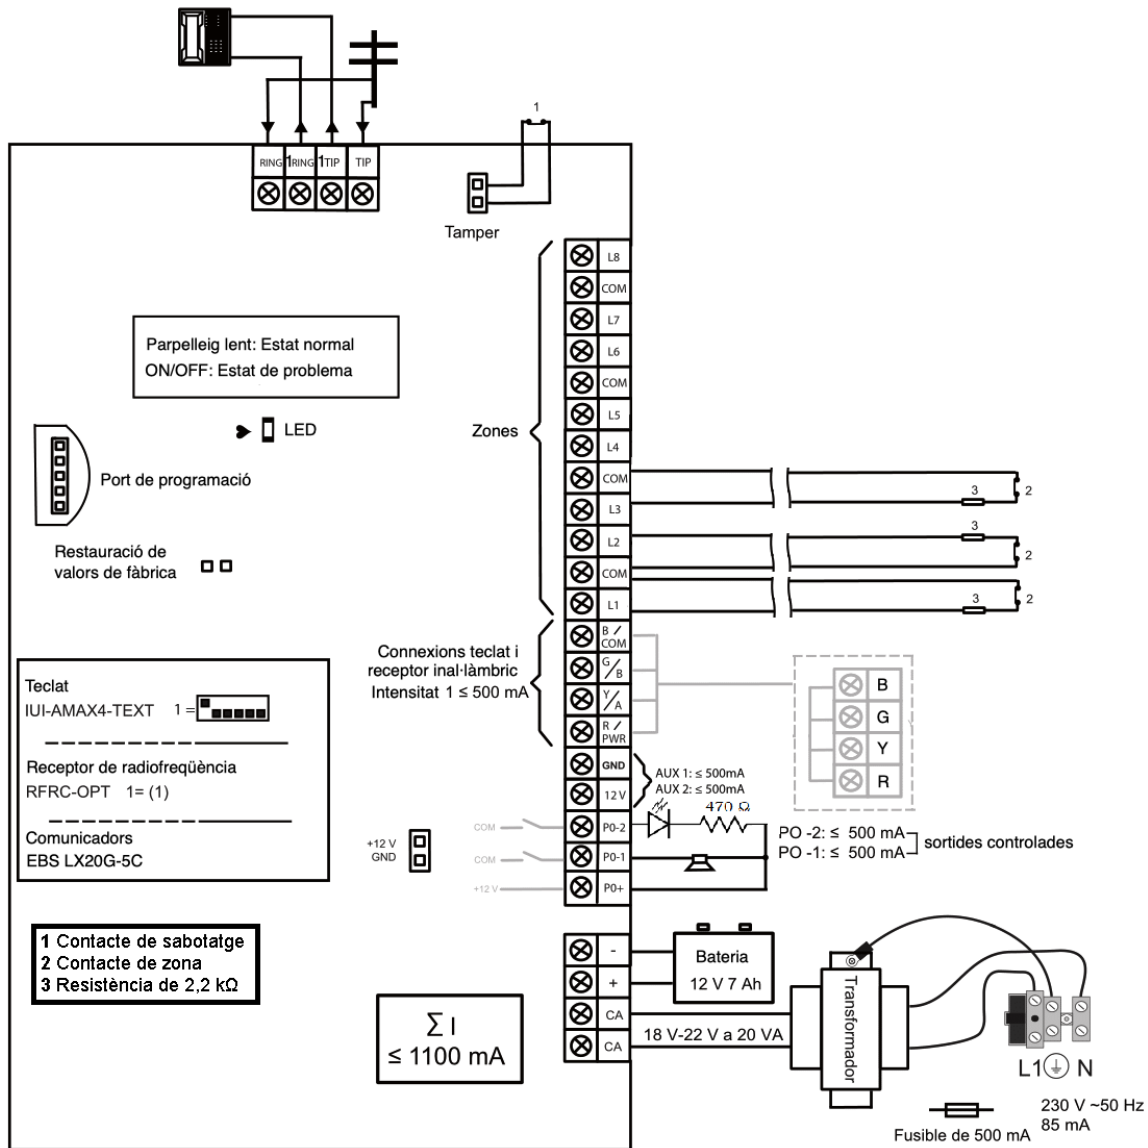 1
RING 1RING 1TIP TIP
Tamper
L8
COM
L7
L6
COM
L5
L4
COM
L3
L2
COM
L1
B / COM
G / B
Y / A
R / PWR
GND
12 V
P0-2
P0-1
P0+
-
+
CA
CA
Parpelleig lent: Estat normal
ON/OFF: Estat de problema
LED
Zones
Port de programació
Restauració de
valors de fàbrica
3
2
3
2
3
2
Connexions teclat i
receptor inal·làmbric
Intensitat 1 ≤ 500 mA
B
G
Y
R
Teclat
IUI-AMAX4-TEXT 1 =
Receptor de radiofreqüència
RFRC-OPT 1= (1)
Comunicadors
EBS LX20G-5C
AUX 1: ≤ 500mA
AUX 2: ≤ 500mA
470 Ω
COM
COM
+12 V
+12 V
GND
PO -2: ≤ 500 mA
PO -1: ≤ 500 mA
sortides controlades
1 Contacte de sabotatge
2 Contacte de zona
3 Resistència de 2,2 kΩ
∑ I
≤ 1100 mA
Bateria
12 V 7 Ah
18 V-22 V a 20 VA
Transformador
L1 N
Fusible de 500 mA
230 V ~50 Hz
85 mA